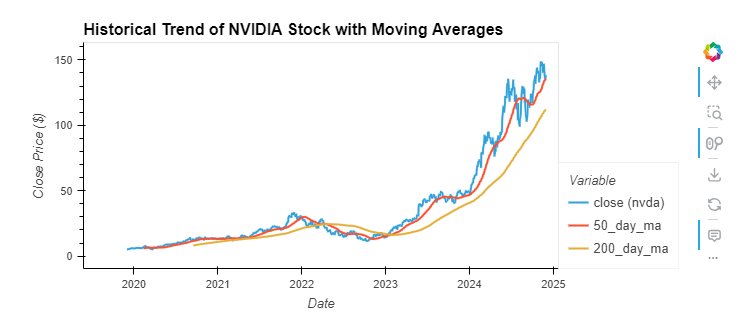 Historical Trend of NVIDIA Stock with Moving Averages
150
100
50
0
Close Price ($)
2020
2021
2022
2023
2024
2025
Date
Variable
close (nvda)
50_day_ma
200_day_ma